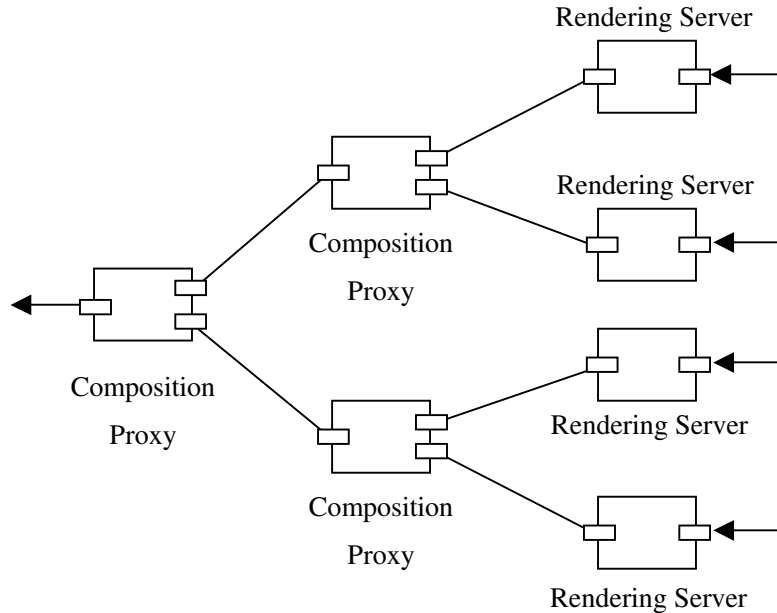 Rendering Server
Rendering Server
Composition
Proxy
Composition
Proxy
Rendering Server
Composition
Proxy
Rendering Server